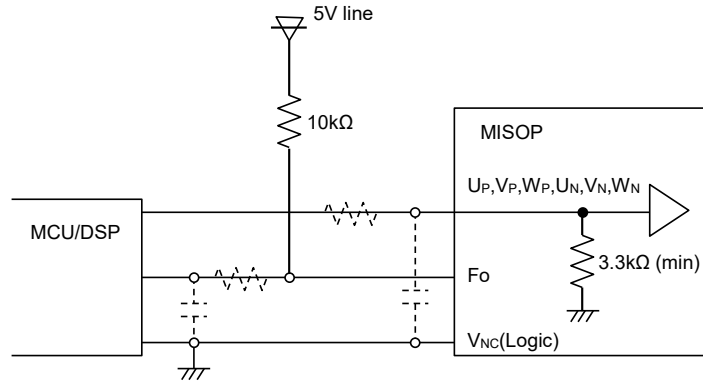 5V line
10kΩ
MISOP
MCU/DSP
UP,VP,WP,UN,VN,WN
3.3kΩ (min)
Fo
VNC(Logic)